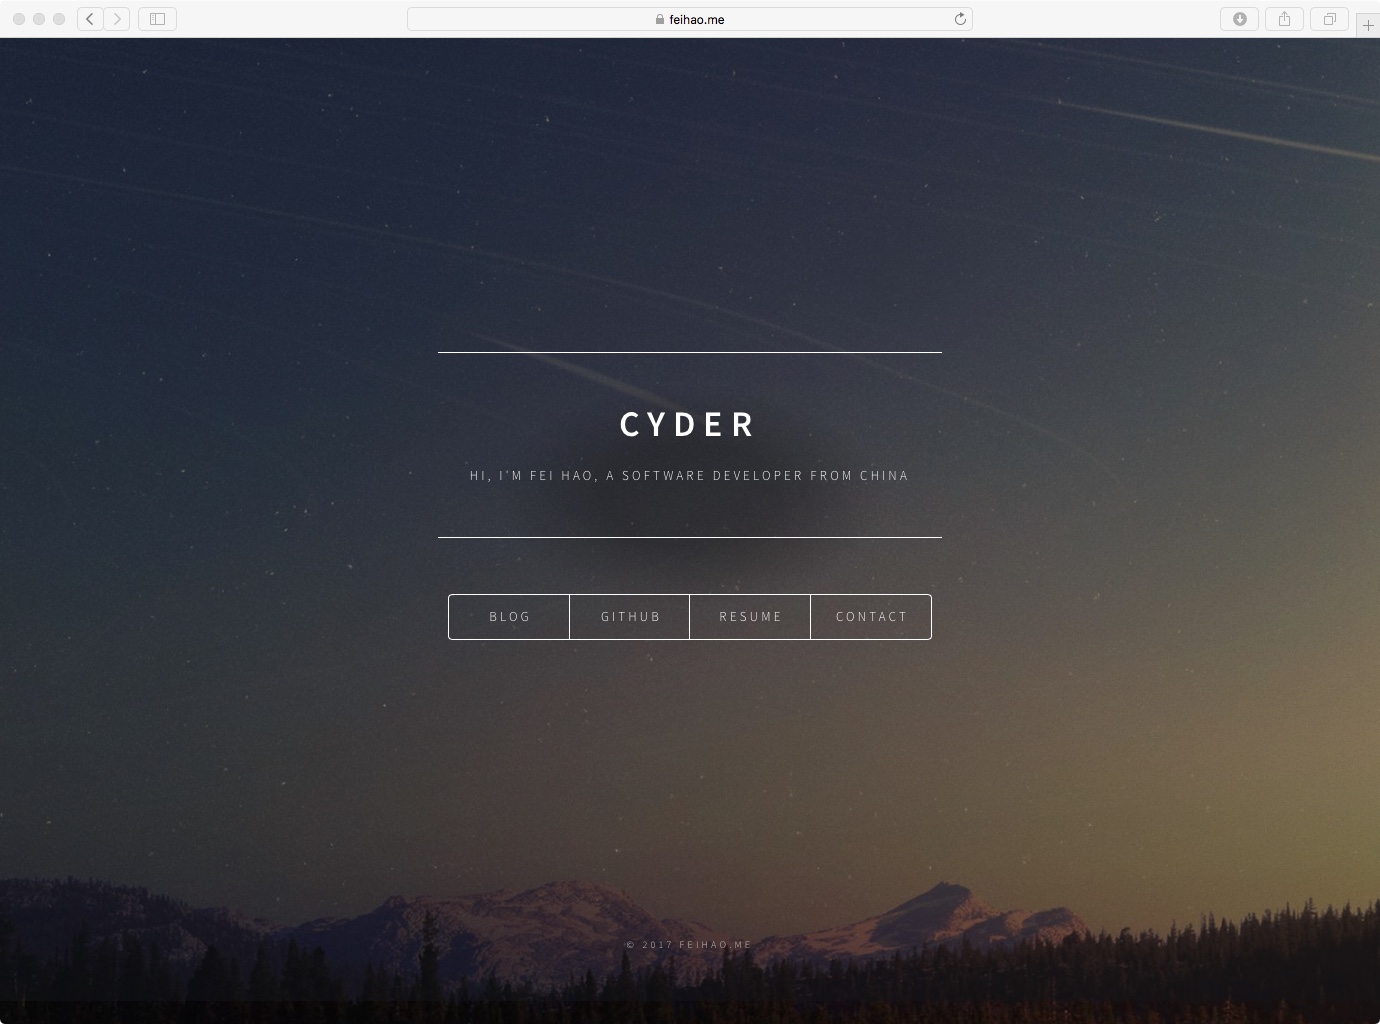 feihao.me
CYDER
HI, I'M FEI HAO, A SOFTWARE DEVELOPER FROM CHINA
BLOG GITHUB RESUME CONTACT
© 2017 FEIHAO.ME